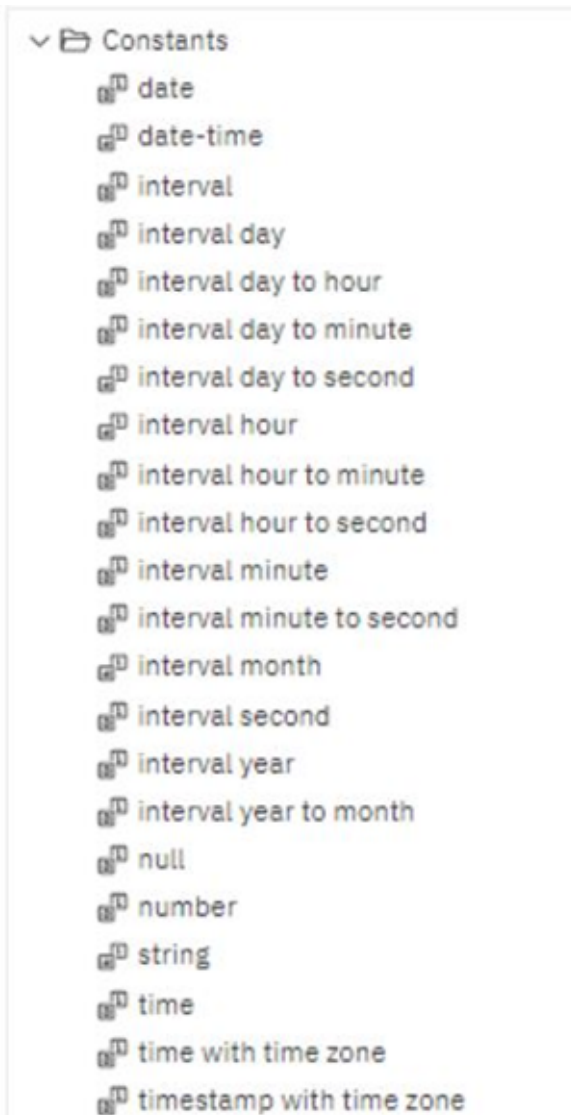 Constants
date
date-time
interval
interval day
interval day to hour
interval day to minute
interval day to second
interval hour
interval hour to minute
interval hour to second
interval minute
interval minute to second
interval month
interval second
interval year
interval year to month
null
number
string
time
time with time zone
timestamp with time zone